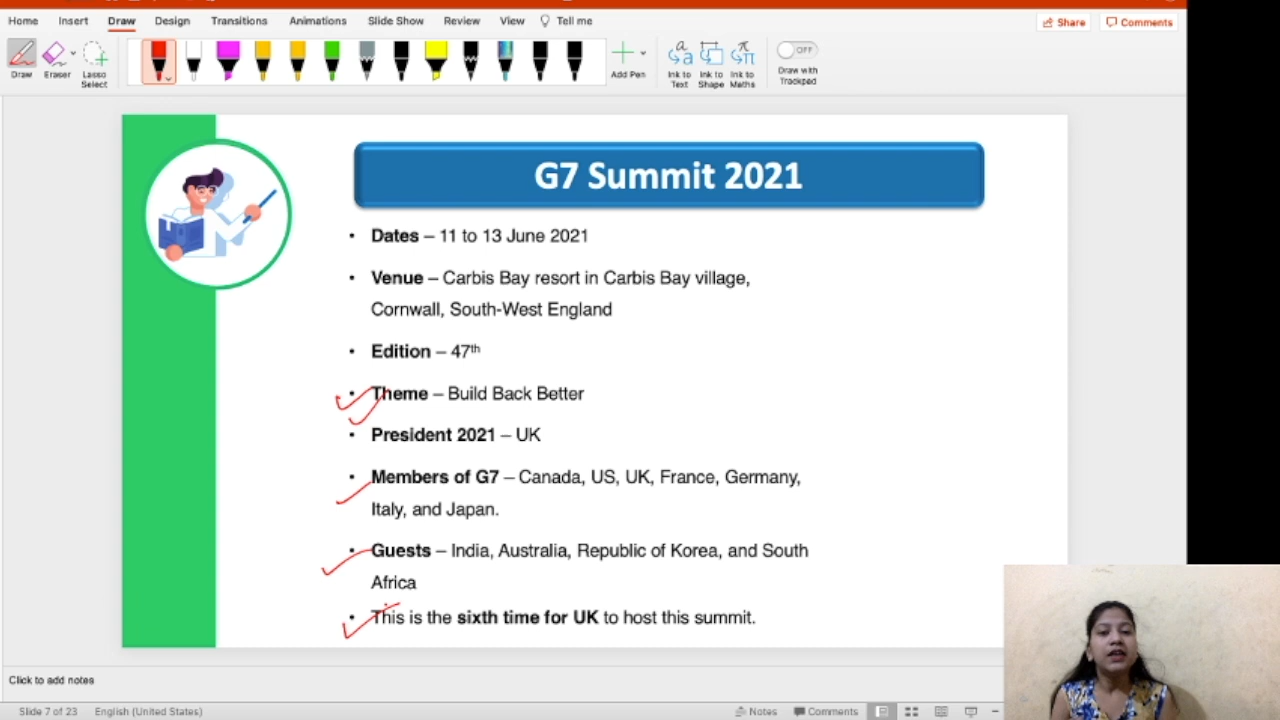 Home Insert Draw Design Transitions Animations Slide Show Review View Tell me Share Comments
Draw Eraser Lasso Select Add Pen Ink to Text Ink to Shape Ink to Maths OFF Draw with Trackpad
G7 Summit 2021
• Dates – 11 to 13 June 2021
• Venue – Carbis Bay resort in Carbis Bay village,
Cornwall, South-West England
• Edition – 47th
• Theme – Build Back Better
• President 2021 – UK
• Members of G7 – Canada, US, UK, France, Germany,
Italy, and Japan.
• Guests – India, Australia, Republic of Korea, and South
Africa
• This is the sixth time for UK to host this summit.
Click to add notes
Slide 7 of 23 English (United States) Notes Comments